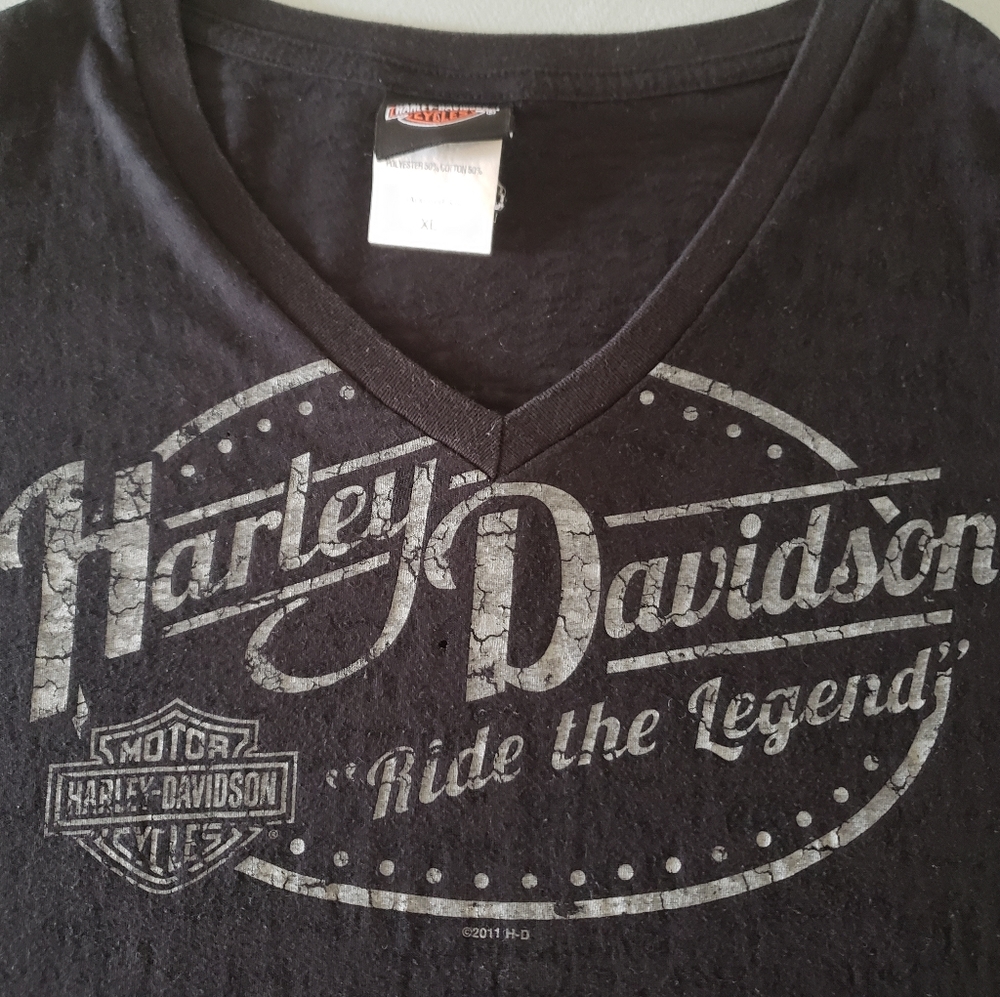 HARLEY-DAVIDSON
CYCLES
POLYESTER 50% COTTON 50%
XL
Harley Davidson
"Ride the Legend"
MOTOR
HARLEY-DAVIDSON
CYCLES
®
©2011 H-D